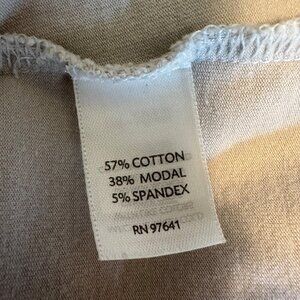 57% COTTON
38% MODAL
5% SPANDEX
RN 97641